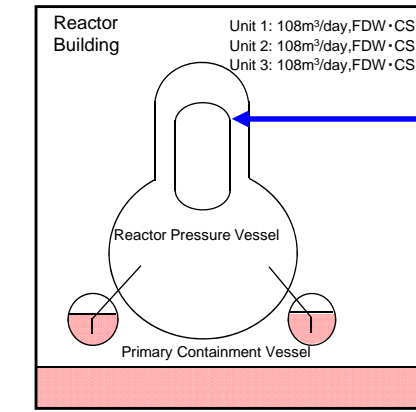 Reactor
Building
Unit 1: 108m³/day,FDW･CS
Unit 2: 108m³/day,FDW･CS
Unit 3: 108m³/day,FDW･CS
Reactor Pressure Vessel
Primary Containment Vessel